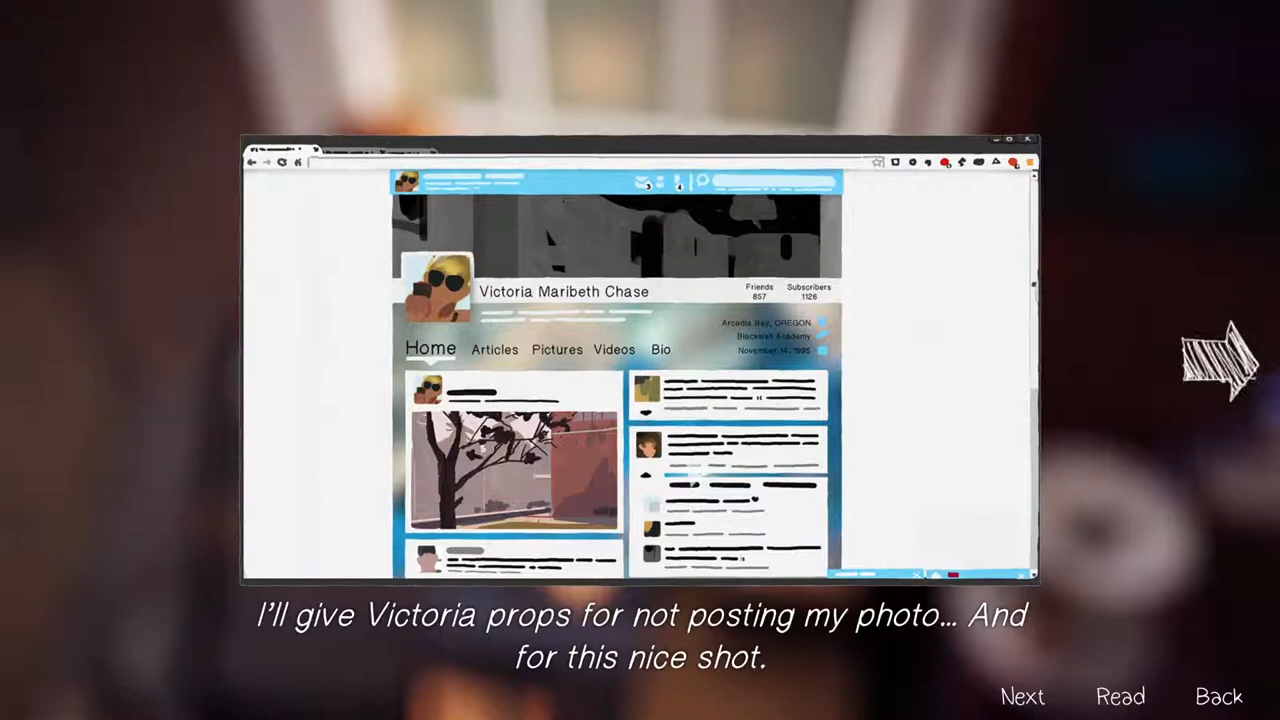 Victoria Maribeth Chase
Friends
857
Subscribers
1126
Arcadia Bay, OREGON
Blackwell Academy
November 14, 1995
Home Articles Pictures Videos Bio
I'll give Victoria props for not posting my photo... And
for this nice shot.
Next Read Back